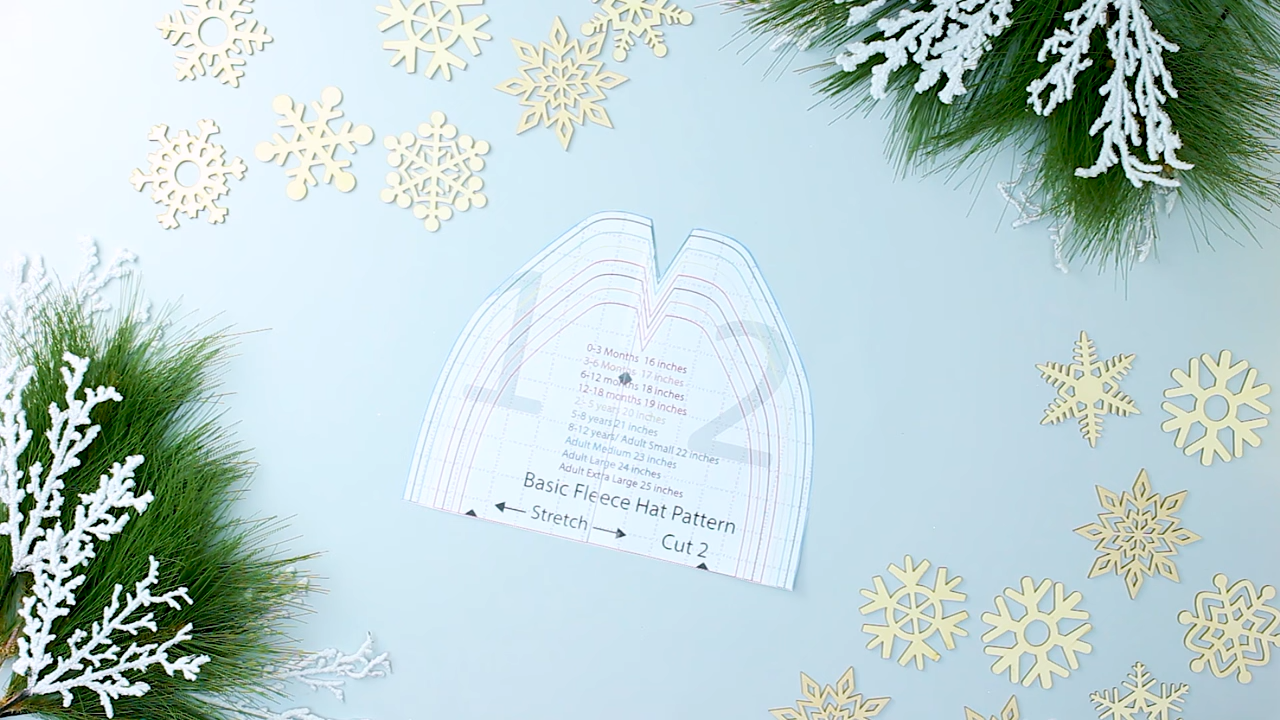 1 2
0-3 Months 16 inches
3-6 Months 17 inches
6-12 months 18 inches
12-18 months 19 inches
2-5 years 20 inches
5-8 years 21 inches
8-12 years/ Adult Small 22 inches
Adult Medium 23 inches
Adult Large 24 inches
Adult Extra Large 25 inches
Basic Fleece Hat Pattern
Stretch
Cut 2